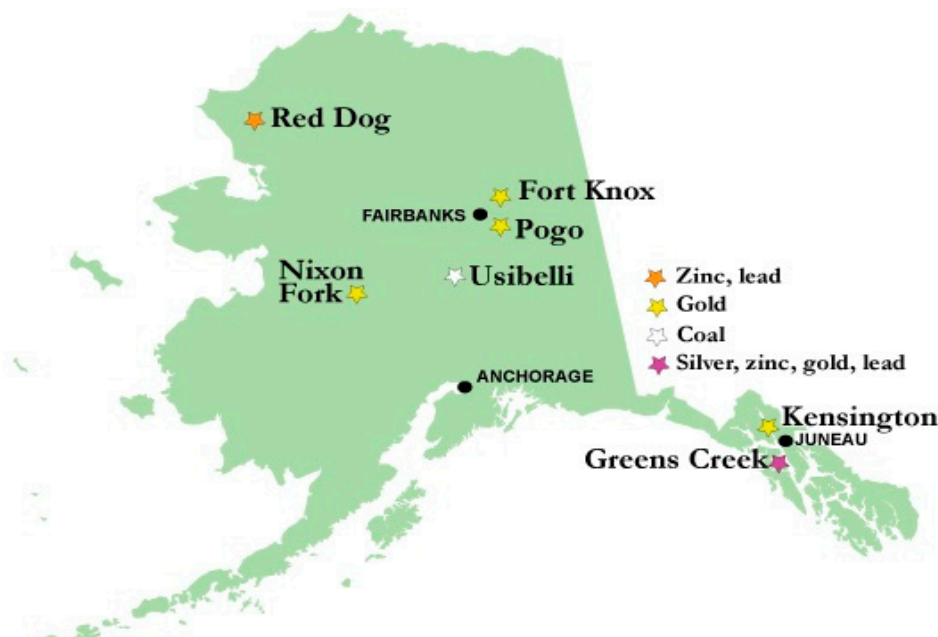 Red Dog
Fort Knox
FAIRBANKS
Pogo
Nixon
Fork
Usibelli
Zinc, lead
Gold
Coal
Silver, zinc, gold, lead
ANCHORAGE
Kensington
JUNEAU
Greens Creek